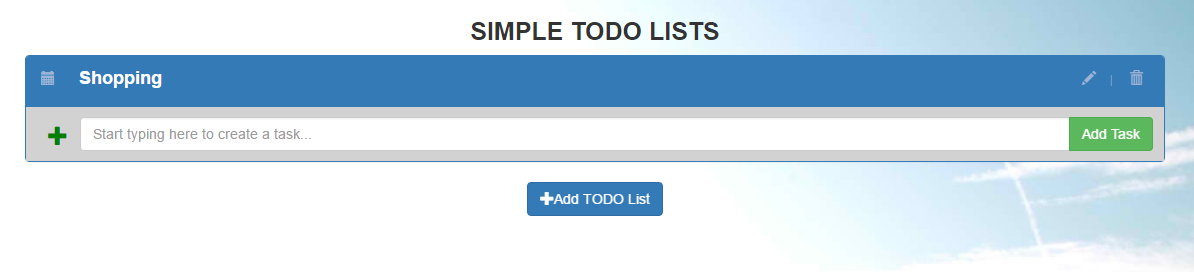 SIMPLE TODO LISTS
Shopping
Start typing here to create a task...
Add Task
Add TODO List